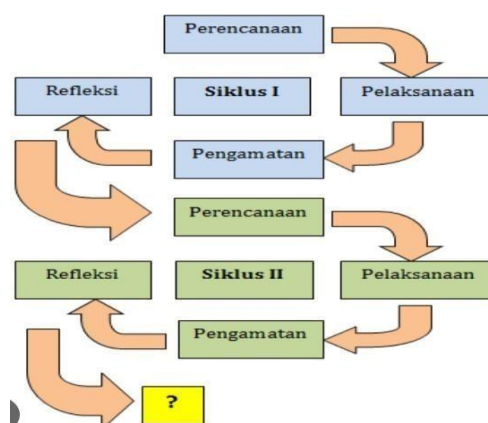 Perencanaan
Refleksi
Siklus I
Pelaksanaan
Pengamatan
Perencanaan
Refleksi
Siklus II
Pelaksanaan
Pengamatan
?